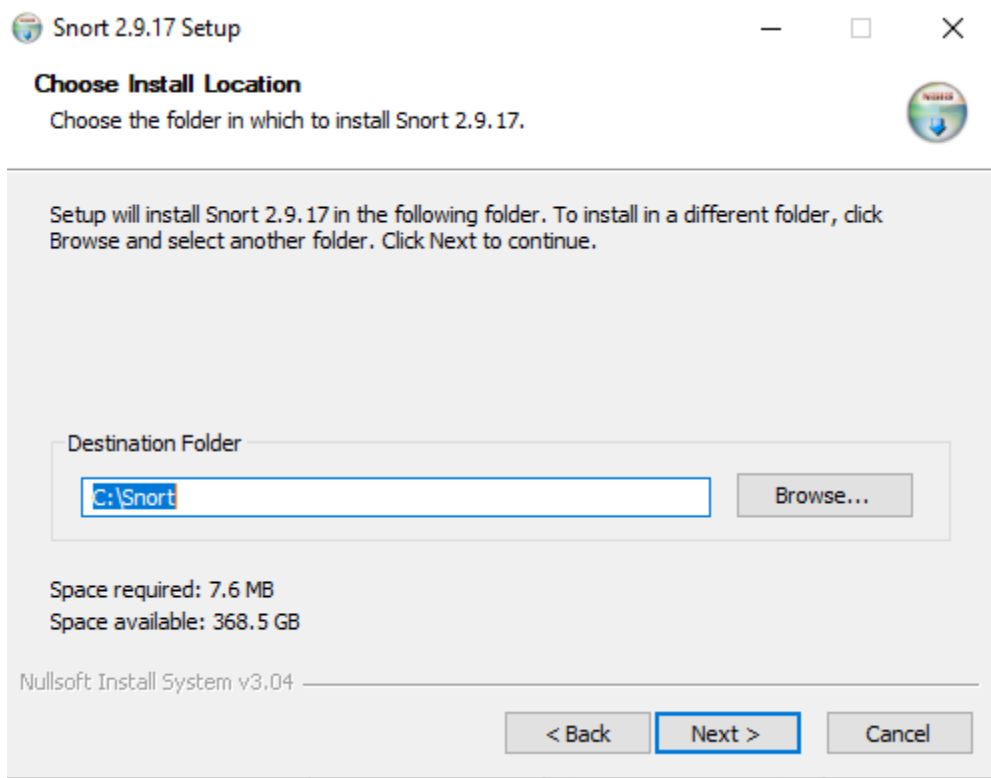 Snort 2.9.17 Setup
Choose Install Location
Choose the folder in which to install Snort 2.9.17.
Setup will install Snort 2.9.17 in the following folder. To install in a different folder, click
Browse and select another folder. Click Next to continue.
Destination Folder
C:\Snort
Browse...
Space required: 7.6 MB
Space available: 368.5 GB
Nullsoft Install System v3.04
< Back
Next >
Cancel